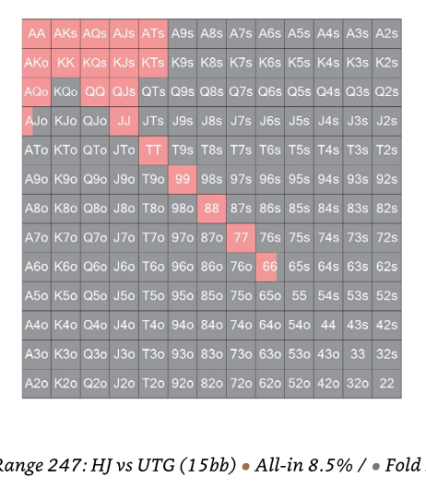 AA AKs AQs AJs ATs A9s A8s A7s A6s A5s A4s A3s A2s
AKo KK KQs KJs KTs K9s K8s K7s K6s K5s K4s K3s K2s
AQo KQo QQ QJs QTs Q9s Q8s Q7s Q6s Q5s Q4s Q3s Q2s
AJo KJo QJo JJ JTs J9s J8s J7s J6s J5s J4s J3s J2s
ATo KTo QTo JTo TT T9s T8s T7s T6s T5s T4s T3s T2s
A9o K9o Q9o J9o T9o 99 98s 97s 96s 95s 94s 93s 92s
A8o K8o Q8o J8o T8o 98o 88 87s 86s 85s 84s 83s 82s
A7o K7o Q7o J7o T7o 97o 87o 77 76s 75s 74s 73s 72s
A6o K6o Q6o J6o T6o 96o 86o 76o 66 65s 64s 63s 62s
A5o K5o Q5o J5o T5o 95o 85o 75o 65o 55 54s 53s 52s
A4o K4o Q4o J4o T4o 94o 84o 74o 64o 54o 44 43s 42s
A3o K3o Q3o J3o T3o 93o 83o 73o 63o 53o 43o 33 32s
A2o K2o Q2o J2o T2o 92o 82o 72o 62o 52o 42o 32o 22
Range 247: HJ vs UTG (15bb) ● All-in 8.5% / ● Fold